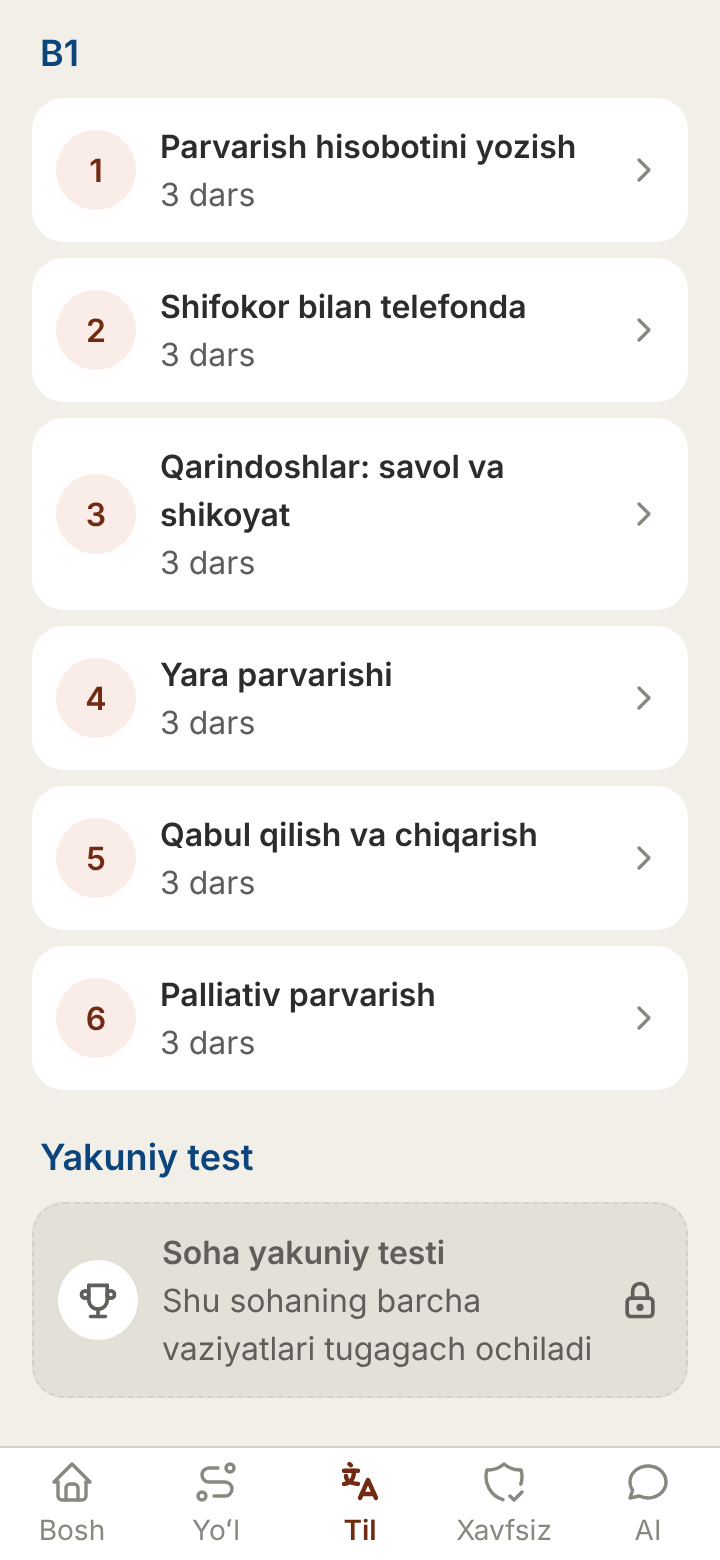 B1
1
Parvarish hisobotini yozish
3 dars
2
Shifokor bilan telefonda
3 dars
3
Qarindoshlar: savol va
shikoyat
3 dars
4
Yara parvarishi
3 dars
5
Qabul qilish va chiqarish
3 dars
6
Palliativ parvarish
3 dars
Yakuniy test
Soha yakuniy testi
Shu sohaning barcha
vaziyatlari tugagach ochiladi
Bosh
Yoʻl
Til
Xavfsiz
AI